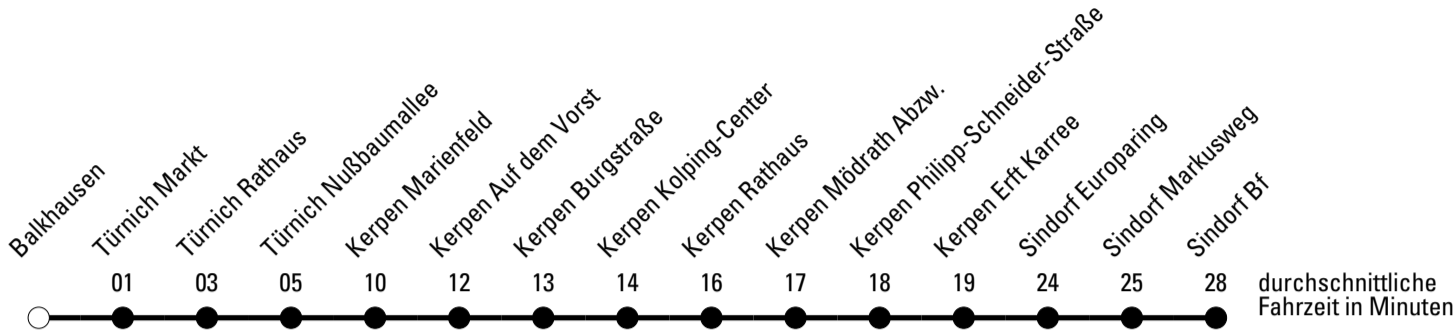 Balkhausen
Türnich Markt
Türnich Rathaus
Türnich Nußbaumallee
Kerpen Marienfeld
Kerpen Auf dem Vorst
Kerpen Burgstraße
Kerpen Kolping-Center
Kerpen Rathaus
Kerpen Mödrath Abzw.
Kerpen Philipp-Schneider-Straße
Kerpen Erft Karree
Sindorf Europaring
Sindorf Markusweg
Sindorf Bf
01 03 05 10 12 13 14 16 17 18 19 24 25 28
durchschnittliche
Fahrzeit in Minuten